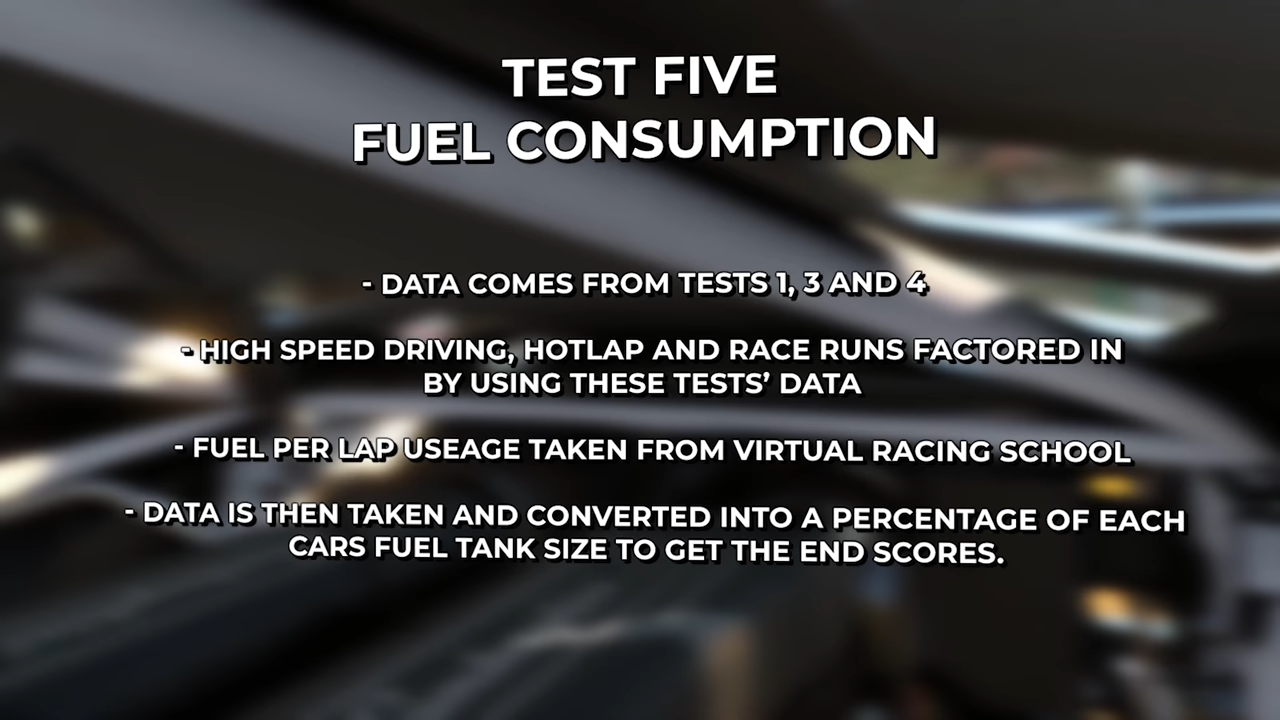 TEST FIVE
FUEL CONSUMPTION
- DATA COMES FROM TESTS 1, 3 AND 4
- HIGH SPEED DRIVING, HOTLAP AND RACE RUNS FACTORED IN
BY USING THESE TESTS' DATA
- FUEL PER LAP USEAGE TAKEN FROM VIRTUAL RACING SCHOOL
- DATA IS THEN TAKEN AND CONVERTED INTO A PERCENTAGE OF EACH
CARS FUEL TANK SIZE TO GET THE END SCORES.